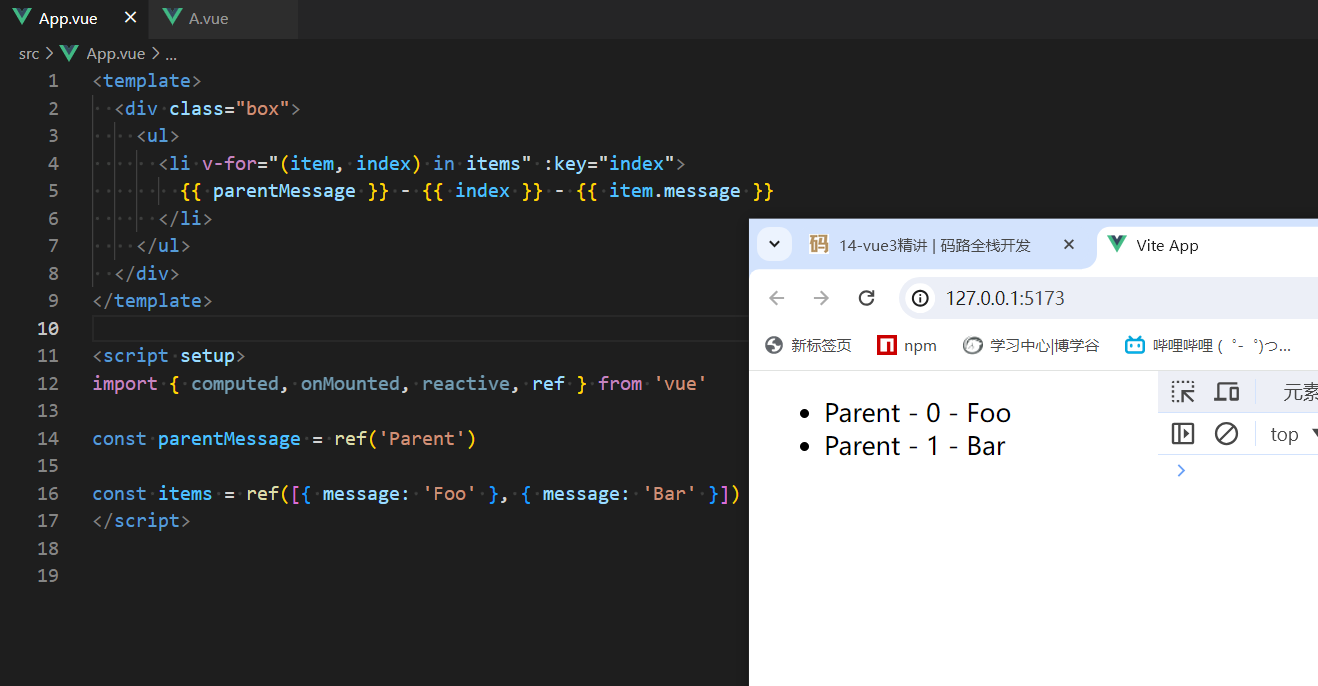 App.vue
A.vue
src > App.vue > ...
1 <template>
2 <div class="box">
3 <ul>
4 <li v-for="(item, index) in items" :key="index">
5 {{ parentMessage }} - {{ index }} - {{ item.message }}
6 </li>
7 </ul>
8 </div>
9 </template>
10
11 <script setup>
12 import { computed, onMounted, reactive, ref } from 'vue'
13
14 const parentMessage = ref('Parent')
15
16 const items = ref([{ message: 'Foo' }, { message: 'Bar' }])
17 </script>
18
19
码 14-vue3精讲 | 码路全栈开发
Vite App
127.0.0.1:5173
新标签页
npm
学习中心|博学谷
哔哩哔哩 (゜-゜)つ...
元素
top
• Parent - 0 - Foo
• Parent - 1 - Bar